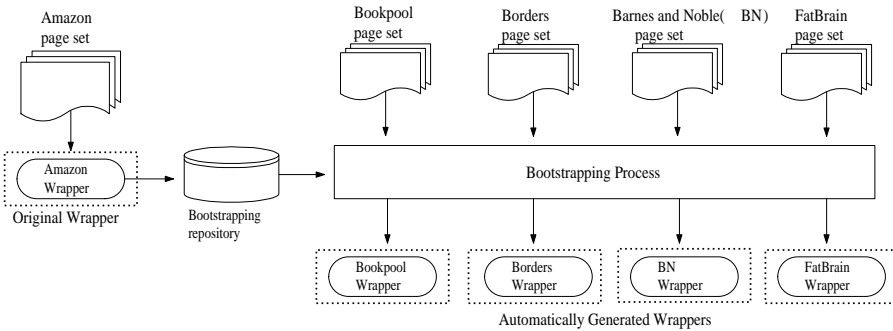 Amazon
page set
Bookpool
page set
Borders
page set
Barnes and Noble( BN)
page set
FatBrain
page set
Amazon
Wrapper
Original Wrapper
Bootstrapping
repository
Bootstrapping Process
Bookpool
Wrapper
Borders
Wrapper
BN
Wrapper
FatBrain
Wrapper
Automatically Generated Wrappers